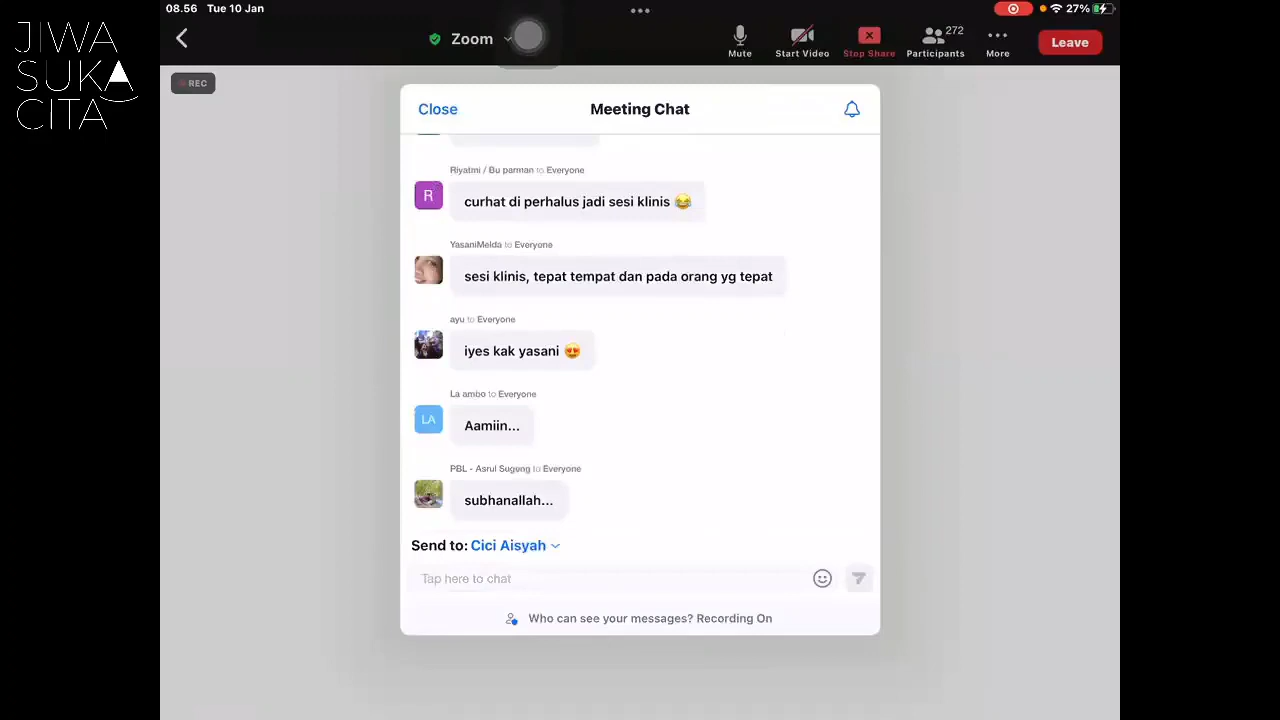 JIWA
SUKA
CITA
08.56 Tue 10 Jan
27%
Zoom
Mute
Start Video
Stop Share
272
Participants
More
Leave
REC
Close
Meeting Chat
Riyatmi / Bu parman to Everyone
R
curhat di perhalus jadi sesi klinis 😂
YasaniMelda to Everyone
sesi klinis, tepat tempat dan pada orang yg tepat
ayu to Everyone
iyes kak yasani 😍
La ambo to Everyone
LA
Aamiin...
PBL - Asrul Sugeng to Everyone
subhanallah...
Send to: Cici Aisyah
Tap here to chat
Who can see your messages? Recording On